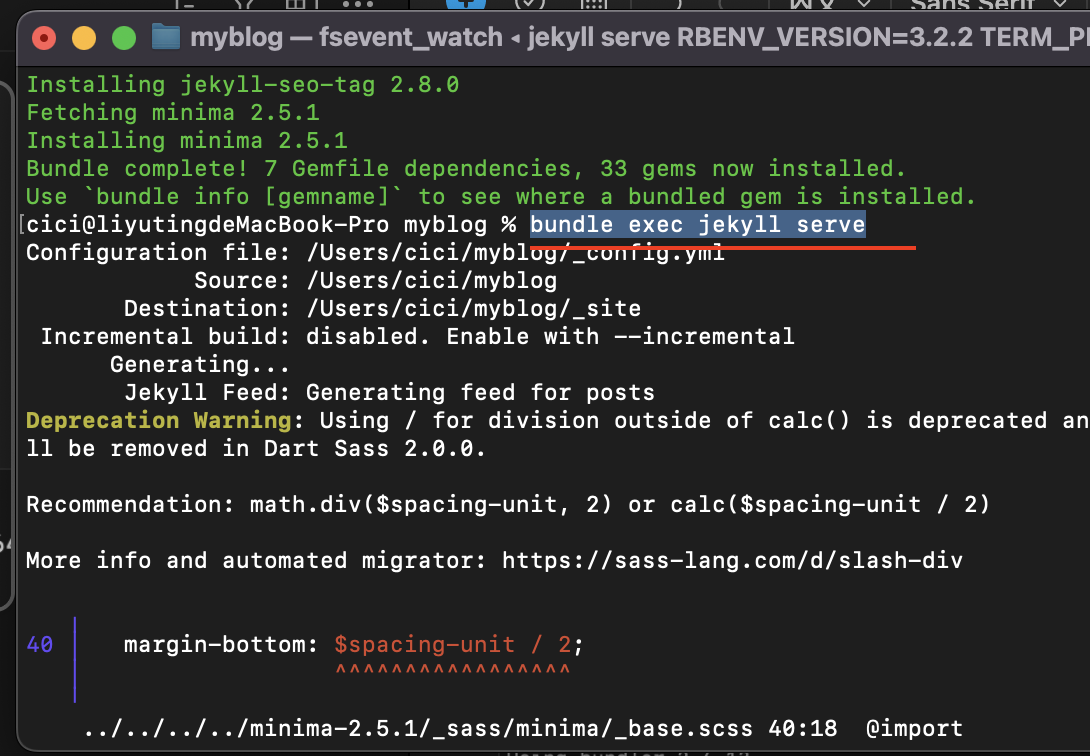 Sans Serif
myblog — fsevent_watch ◂ jekyll serve RBENV_VERSION=3.2.2
Installing jekyll-seo-tag 2.8.0
Fetching minima 2.5.1
Installing minima 2.5.1
Bundle complete! 7 Gemfile dependencies, 33 gems now installed.
Use `bundle info [gemname]` to see where a bundled gem is installed.
[cici@liyutingdeMacBook-Pro myblog % bundle exec jekyll serve
Configuration file: /Users/cici/myblog/_config.yml
Source: /Users/cici/myblog
Destination: /Users/cici/myblog/_site
Incremental build: disabled. Enable with --incremental
Generating...
Jekyll Feed: Generating feed for posts
Deprecation Warning: Using / for division outside of calc() is deprecated an
ll be removed in Dart Sass 2.0.0.
Recommendation: math.div($spacing-unit, 2) or calc($spacing-unit / 2)
More info and automated migrator: https://sass-lang.com/d/slash-div
40 │ margin-bottom: $spacing-unit / 2;
^^^^^^^^^^^^^^^^^
../../../../minima-2.5.1/_sass/minima/_base.scss 40:18 @import